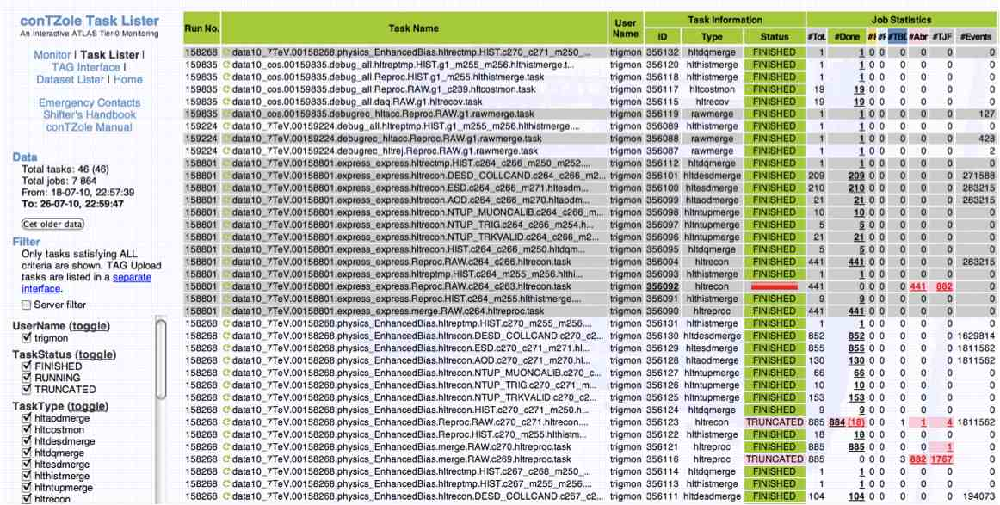 conTZole Task Lister
An Interactive ATLAS Tier-0 Monitoring
Monitor | Task Lister |
TAG Interface |
Dataset Lister | Home
Emergency Contacts
Shifter's Handbook
conTZole Manual
Data
Total tasks: 46 (46)
Total jobs: 7 864
From: 18-07-10, 22:57:39
To: 26-07-10, 22:59:47
Get older data
Filter
Only tasks satisfying ALL
criteria are shown. TAG Upload
tasks are listed in a separate
interface.
Server filter
UserName (toggle)
trigmon
TaskStatus (toggle)
FINISHED
RUNNING
TRUNCATED
TaskType (toggle)
hltaodmerge
hltcostmon
hltdesdmerge
hltdqmerge
hltesdmerge
hlthistmerge
hltntupmerge
hltrecon
Run No. Task Name User Name Task Information Job Statistics
ID Type Status #Tot. #Done #TBD #Abr #TJF #Events
158268 data10_7TeV.00158268.physics_EnhancedBias.hltrectmp.HIST.c270_c271_m250_... trigmon 356132 hltdqmerge FINISHED 1 1 0 0 0 0 0 0
159835 data10_cos.00159835.debug_all.hltreptmp.HIST.g1_m255_m256.hlthistmerge.t... trigmon 356120 hlthistmerge FINISHED 1 1 0 0 0 0 0 0
159835 data10_cos.00159835.debug_all.Reproc.HIST.g1_m255.hlthistmerge.task trigmon 356118 hlthistmerge FINISHED 1 1 0 0 0 0 0 0
159835 data10_cos.00159835.debug_all.Reproc.RAW.g1_c239.hltcostmon.task trigmon 356117 hltcostmon FINISHED 19 19 0 0 0 0 0 0
159835 data10_cos.00159835.debug_all.daq.RAW.g1.hltrecov.task trigmon 356115 hltrecov FINISHED 19 19 0 0 0 0 0 0
159835 data10_cos.00159835.debugrec_hltacc.Reproc.RAW.g1.rawmerge.task trigmon 356119 rawmerge FINISHED 1 1 0 0 0 0 0 127
159224 data10_7TeV.00159224.debug_all.hltreptmp.HIST.g1_m255_m256.hlthistmerge.... trigmon 356089 hlthistmerge FINISHED 1 1 0 0 0 0 0 0
159224 data10_7TeV.00159224.debugrec_hltacc.Reproc.RAW.g1.rawmerge.task trigmon 356088 rawmerge FINISHED 1 1 0 0 0 0 0 428
159224 data10_7TeV.00159224.debugrec_hltrej.Reproc.RAW.g1.rawmerge.task trigmon 356087 rawmerge FINISHED 1 1 0 0 0 0 0 2
158801 data10_7TeV.00158801.express_express.hltrectmp.HIST.c264_c266_m250_m252.... trigmon 356112 hltdqmerge FINISHED 1 1 0 0 0 0 0 0
158801 data10_7TeV.00158801.express_express.hltrecon.DESD_COLLCAND.c264_c266_m2... trigmon 356101 hltdesdmerge FINISHED 209 209 0 0 0 0 0 271588
158801 data10_7TeV.00158801.express_express.hltrecon.ESD.c264_c266_m271.hltesdm... trigmon 356100 hltesdmerge FINISHED 210 210 0 0 0 0 0 283215
158801 data10_7TeV.00158801.express_express.hltrecon.AOD.c264_c266_m270.hltaodm... trigmon 356099 hltaodmerge FINISHED 21 21 0 0 0 0 0 283215
158801 data10_7TeV.00158801.express_express.hltrecon.NTUP_MUONCALIB.c264_c266_m... trigmon 356098 hltntupmerge FINISHED 10 10 0 0 0 0 0 0
158801 data10_7TeV.00158801.express_express.hltrecon.NTUP_TRIG.c264_c266_m254.h... trigmon 356097 hltntupmerge FINISHED 5 5 0 0 0 0 0 0
158801 data10_7TeV.00158801.express_express.hltrecon.NTUP_TRKVALID.c264_c266_m2... trigmon 356096 hltntupmerge FINISHED 21 21 0 0 0 0 0 0
158801 data10_7TeV.00158801.express_express.hltrecon.HIST.c264_c266_m250.hltdqm... trigmon 356095 hltdqmerge FINISHED 5 5 0 0 0 0 0 0
158801 data10_7TeV.00158801.express_express.Reproc.RAW.c264_c266.hltrecon.task trigmon 356094 hltrecon FINISHED 441 441 0 0 0 0 0 283215
158801 data10_7TeV.00158801.express_express.hltreptmp.HIST.c264_m255_m256.hlthi... trigmon 356093 hlthistmerge FINISHED 1 1 0 0 0 0 0 0
158801 data10_7TeV.00158801.express_express.Reproc.RAW.c264_c263.hltrecon.task trigmon 356092 hltrecon 441 0 0 0 0 441 882 0
158801 data10_7TeV.00158801.express_express.Reproc.HIST.c264_m255.hlthistmerge.... trigmon 356091 hlthistmerge FINISHED 9 9 0 0 0 0 0 0
158801 data10_7TeV.00158801.express_express.merge.RAW.c264.hltreproc.task trigmon 356090 hltreproc FINISHED 441 441 0 0 0 0 0 0
158268 data10_7TeV.00158268.physics_EnhancedBias.hltreptmp.HIST.c270_m255_m256.... trigmon 356131 hlthistmerge FINISHED 1 1 0 0 0 0 0 0
158268 data10_7TeV.00158268.physics_EnhancedBias.hltrecon.DESD_COLLCAND.c270_c2... trigmon 356130 hltdesdmerge FINISHED 852 852 0 0 0 0 0 1629814
158268 data10_7TeV.00158268.physics_EnhancedBias.hltrecon.ESD.c270_c271_m271.hl... trigmon 356129 hltesdmerge FINISHED 855 855 0 0 0 0 0 1811562
158268 data10_7TeV.00158268.physics_EnhancedBias.hltrecon.AOD.c270_c271_m270.hl... trigmon 356128 hltaodmerge FINISHED 130 130 0 0 0 0 0 1811562
158268 data10_7TeV.00158268.physics_EnhancedBias.hltrecon.NTUP_MUONCALIB.c270_c... trigmon 356127 hltntupmerge FINISHED 66 66 0 0 0 0 0 0
158268 data10_7TeV.00158268.physics_EnhancedBias.hltrecon.NTUP_TRIG.c270_c271_m... trigmon 356126 hltntupmerge FINISHED 10 10 0 0 0 0 0 0
158268 data10_7TeV.00158268.physics_EnhancedBias.hltrecon.NTUP_TRKVALID.c270_c2... trigmon 356125 hltntupmerge FINISHED 153 153 0 0 0 0 0 0
158268 data10_7TeV.00158268.physics_EnhancedBias.hltrecon.HIST.c270_c271_m250.h... trigmon 356124 hltdqmerge FINISHED 9 9 0 0 0 0 0 0
158268 data10_7TeV.00158268.physics_EnhancedBias.Reproc.RAW.c270_c271.hltrecon.... trigmon 356123 hltrecon TRUNCATED 885 884 (18) 0 0 1 1 4 1811562
158268 data10_7TeV.00158268.physics_EnhancedBias.Reproc.HIST.c270_m255.hlthistm... trigmon 356122 hlthistmerge FINISHED 18 18 0 0 0 0 0 0
158268 data10_7TeV.00158268.physics_EnhancedBias.merge.RAW.c270.hltreproc.task trigmon 356121 hltreproc FINISHED 885 885 0 0 0 0 1 0
158268 data10_7TeV.00158268.physics_EnhancedBias.merge.RAW.c269.hltreproc.task trigmon 356116 hltreproc TRUNCATED 885 0 0 0 3 882 1767 0
158268 data10_7TeV.00158268.physics_EnhancedBias.hltrectmp.HIST.c267_c268_m250_... trigmon 356114 hltdqmerge FINISHED 1 1 0 0 0 0 0 0
158268 data10_7TeV.00158268.physics_EnhancedBias.hltreptmp.HIST.c267_m255_m256.... trigmon 356113 hlthistmerge FINISHED 1 1 0 0 0 0 0 0
158268 data10_7TeV.00158268.physics_EnhancedBias.hltrecon.DESD_COLLCAND.c267_c2... trigmon 356111 hltdesdmerge FINISHED 104 104 0 0 0 0 0 194073